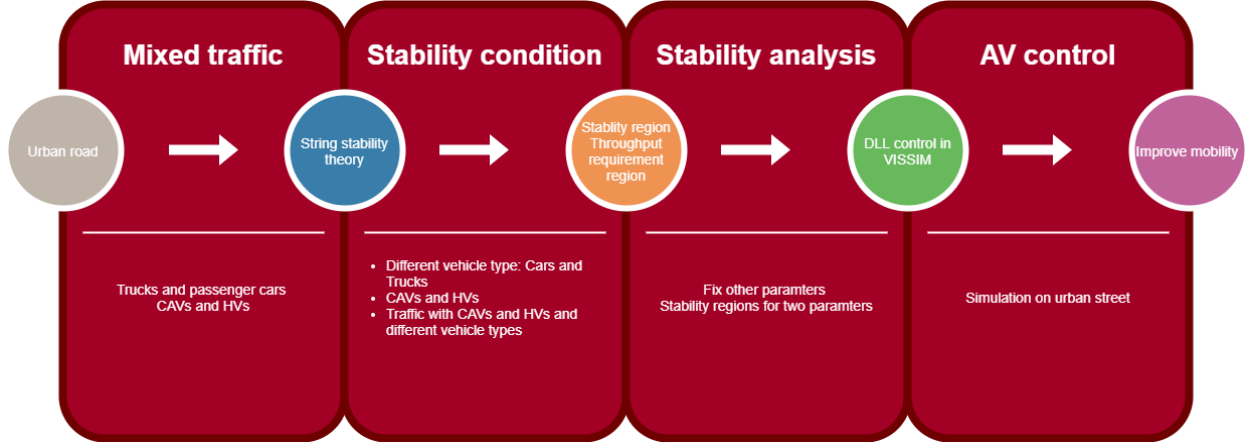 Mixed traffic
Stability condition
Stability analysis
AV control
Urban road
String stability
theory
Stablity region
Throughput
requirement
region
DLL control in
VISSIM
Improve mobility
Trucks and passenger cars
CAVs and HVs
• Different vehicle type: Cars and
Trucks
• CAVs and HVs
• Traffic with CAVs and HVs and
different vehicle types
Fix other paramters
Stability regions for two paramters
Simulation on urban street